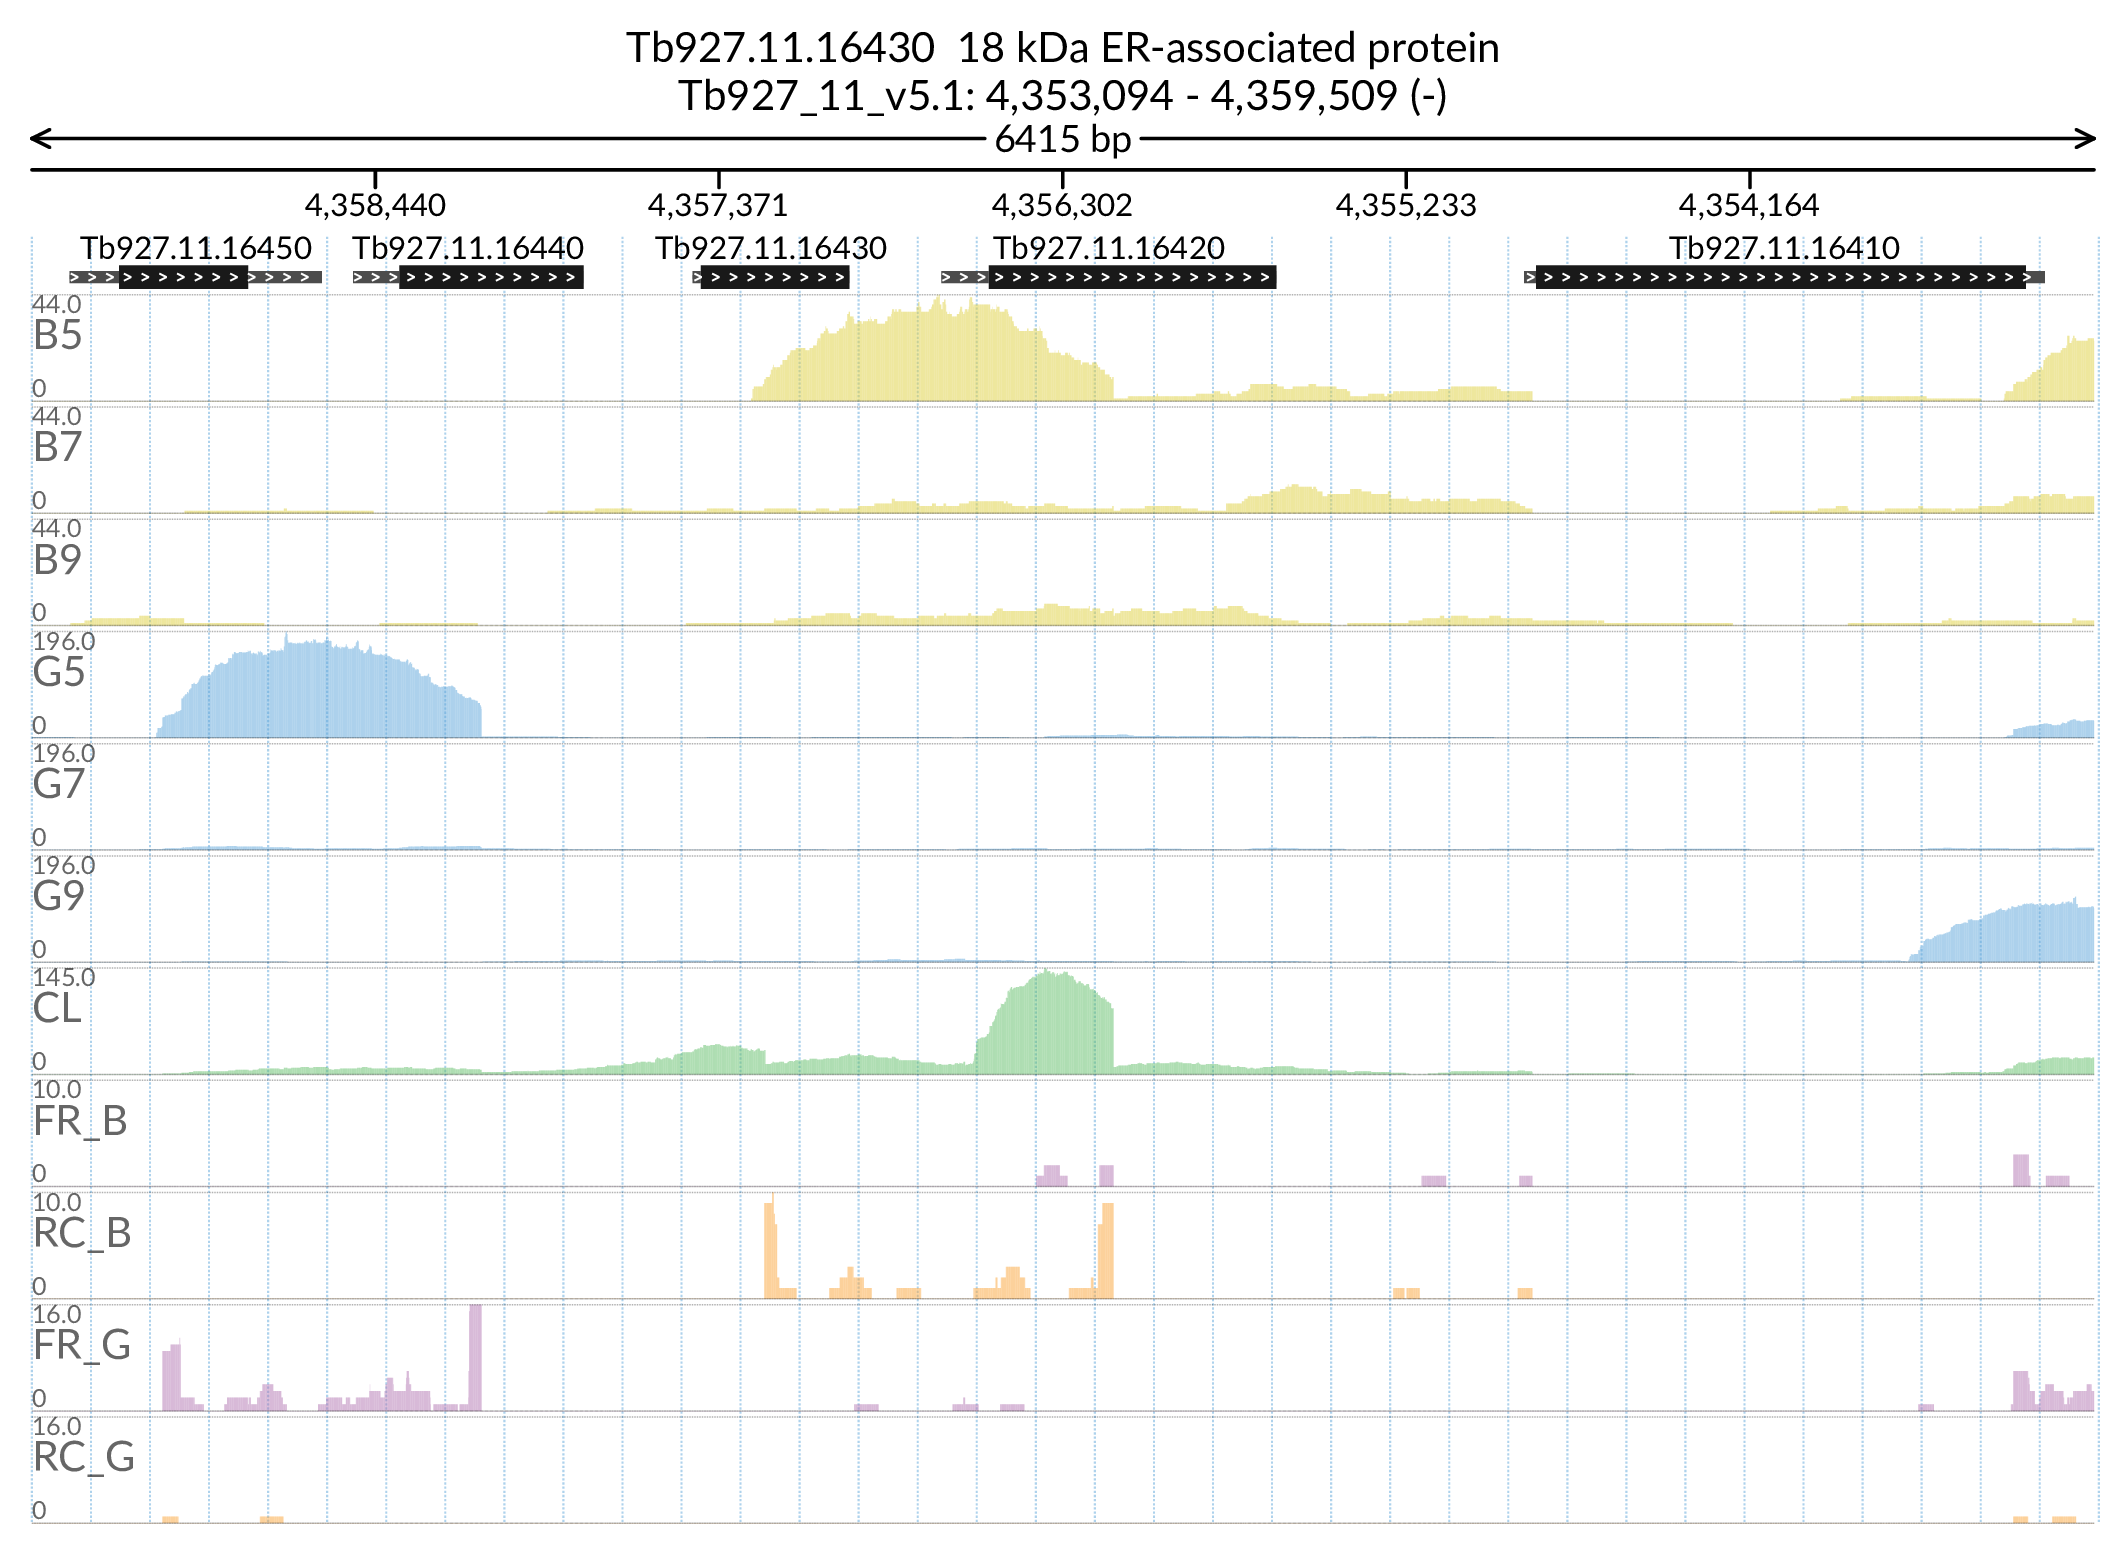 Tb927.11.16430  18 kDa ER-associated protein
Tb927_11_v5.1: 4,353,094 - 4,359,509 (-)
6415 bp
4,358,440 4,357,371 4,356,302 4,355,233 4,354,164
Tb927.11.16450 Tb927.11.16440 Tb927.11.16430 Tb927.11.16420 Tb927.11.16410
44.0
B5
0
44.0
B7
0
44.0
B9
0
196.0
G5
0
196.0
G7
0
196.0
G9
0
145.0
CL
0
10.0
FR_B
0
10.0
RC_B
0
16.0
FR_G
0
16.0
RC_G
0